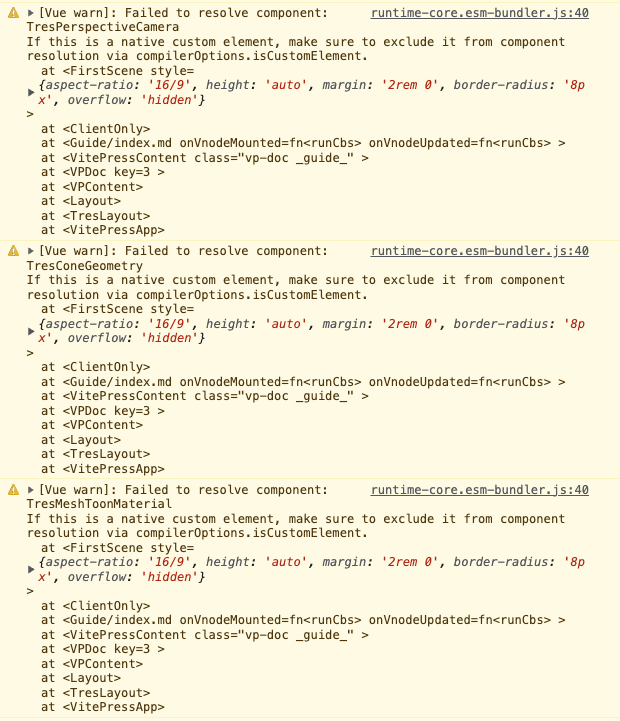 [Vue warn]: Failed to resolve component: runtime-core.esm-bundler.js:40
TresPerspectiveCamera
If this is a native custom element, make sure to exclude it from component
resolution via compilerOptions.isCustomElement.
at <FirstScene style=
{aspect-ratio: '16/9', height: 'auto', margin: '2rem 0', border-radius: '8p
x', overflow: 'hidden'}
>
at <ClientOnly>
at <Guide/index.md onVnodeMounted=fn<runCbs> onVnodeUpdated=fn<runCbs> >
at <VitePressContent class="vp-doc _guide_" >
at <VPDoc key=3 >
at <VPContent>
at <Layout>
at <TresLayout>
at <VitePressApp>
[Vue warn]: Failed to resolve component: runtime-core.esm-bundler.js:40
TresConeGeometry
If this is a native custom element, make sure to exclude it from component
resolution via compilerOptions.isCustomElement.
at <FirstScene style=
{aspect-ratio: '16/9', height: 'auto', margin: '2rem 0', border-radius: '8p
x', overflow: 'hidden'}
>
at <ClientOnly>
at <Guide/index.md onVnodeMounted=fn<runCbs> onVnodeUpdated=fn<runCbs> >
at <VitePressContent class="vp-doc _guide_" >
at <VPDoc key=3 >
at <VPContent>
at <Layout>
at <TresLayout>
at <VitePressApp>
[Vue warn]: Failed to resolve component: runtime-core.esm-bundler.js:40
TresMeshToonMaterial
If this is a native custom element, make sure to exclude it from component
resolution via compilerOptions.isCustomElement.
at <FirstScene style=
{aspect-ratio: '16/9', height: 'auto', margin: '2rem 0', border-radius: '8p
x', overflow: 'hidden'}
>
at <ClientOnly>
at <Guide/index.md onVnodeMounted=fn<runCbs> onVnodeUpdated=fn<runCbs> >
at <VitePressContent class="vp-doc _guide_" >
at <VPDoc key=3 >
at <VPContent>
at <Layout>
at <TresLayout>
at <VitePressApp>